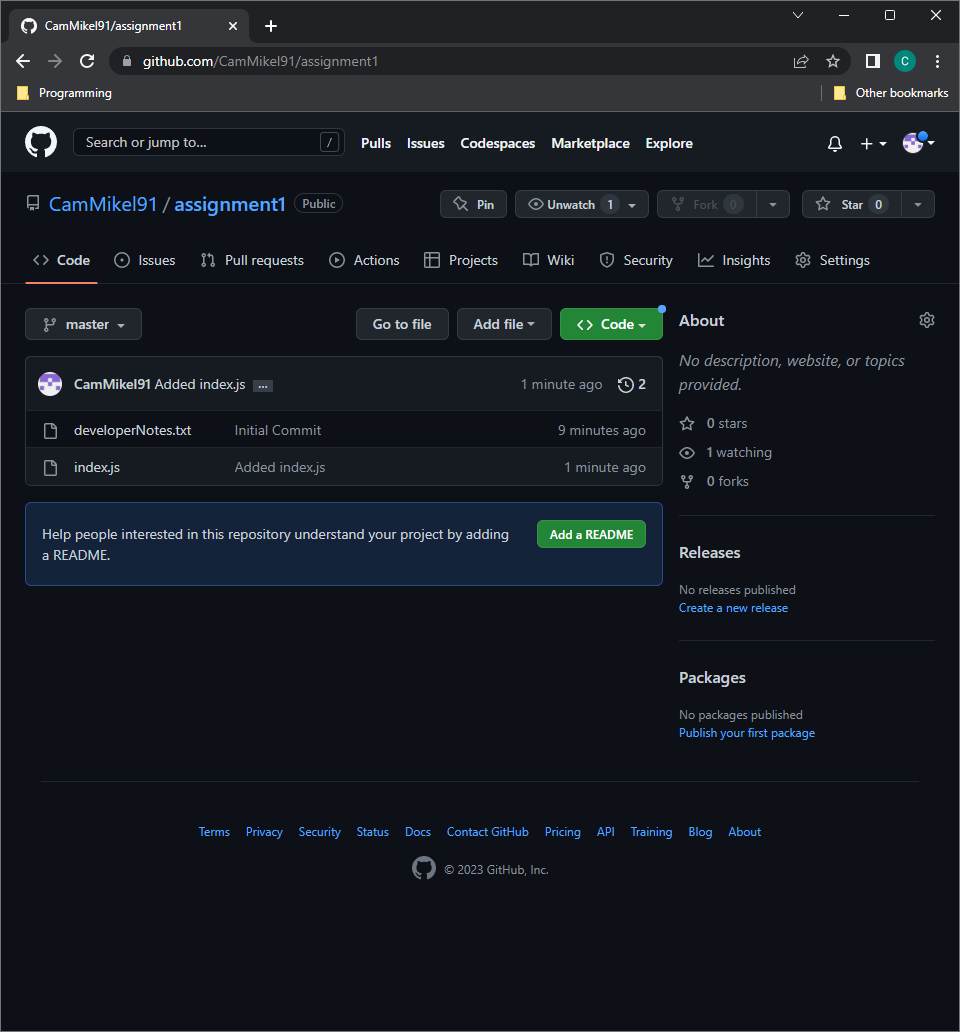 CamMikel91/assignment1
github.com/CamMikel91/assignment1
C
Programming
Other bookmarks
Search or jump to...
/
Pulls Issues Codespaces Marketplace Explore
CamMikel91 / assignment1 Public
Pin
Unwatch 1
Fork 0
Star 0
Code Issues Pull requests Actions Projects Wiki Security Insights Settings
master
Go to file
Add file
Code
CamMikel91 Added index.js ... 1 minute ago 2
developerNotes.txt Initial Commit 9 minutes ago
index.js Added index.js 1 minute ago
Help people interested in this repository understand your project by adding
a README.
Add a README
About
No description, website, or topics
provided.
0 stars
1 watching
0 forks
Releases
No releases published
Create a new release
Packages
No packages published
Publish your first package
Terms Privacy Security Status Docs Contact GitHub Pricing API Training Blog About
© 2023 GitHub, Inc.